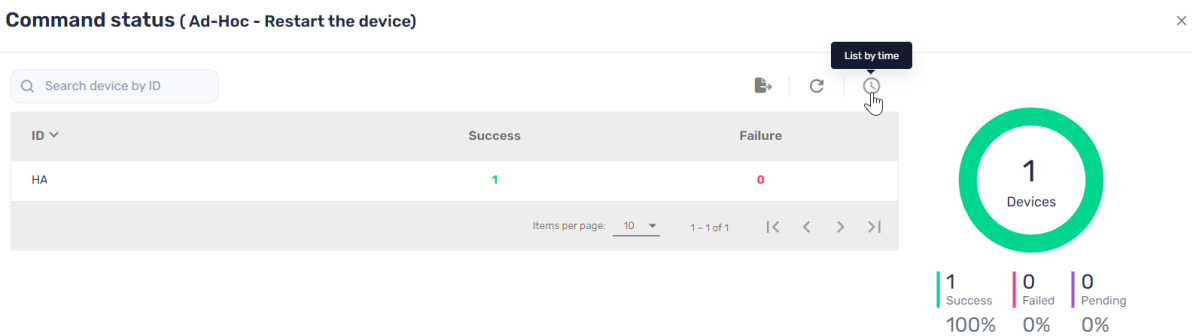 Command status ( Ad-Hoc - Restart the device)
List by time
Search device by ID
ID Success Failure
HA 1 0
Items per page: 10 1 – 1 of 1
1
Devices
1 0 0
Success Failed Pending
100% 0% 0%